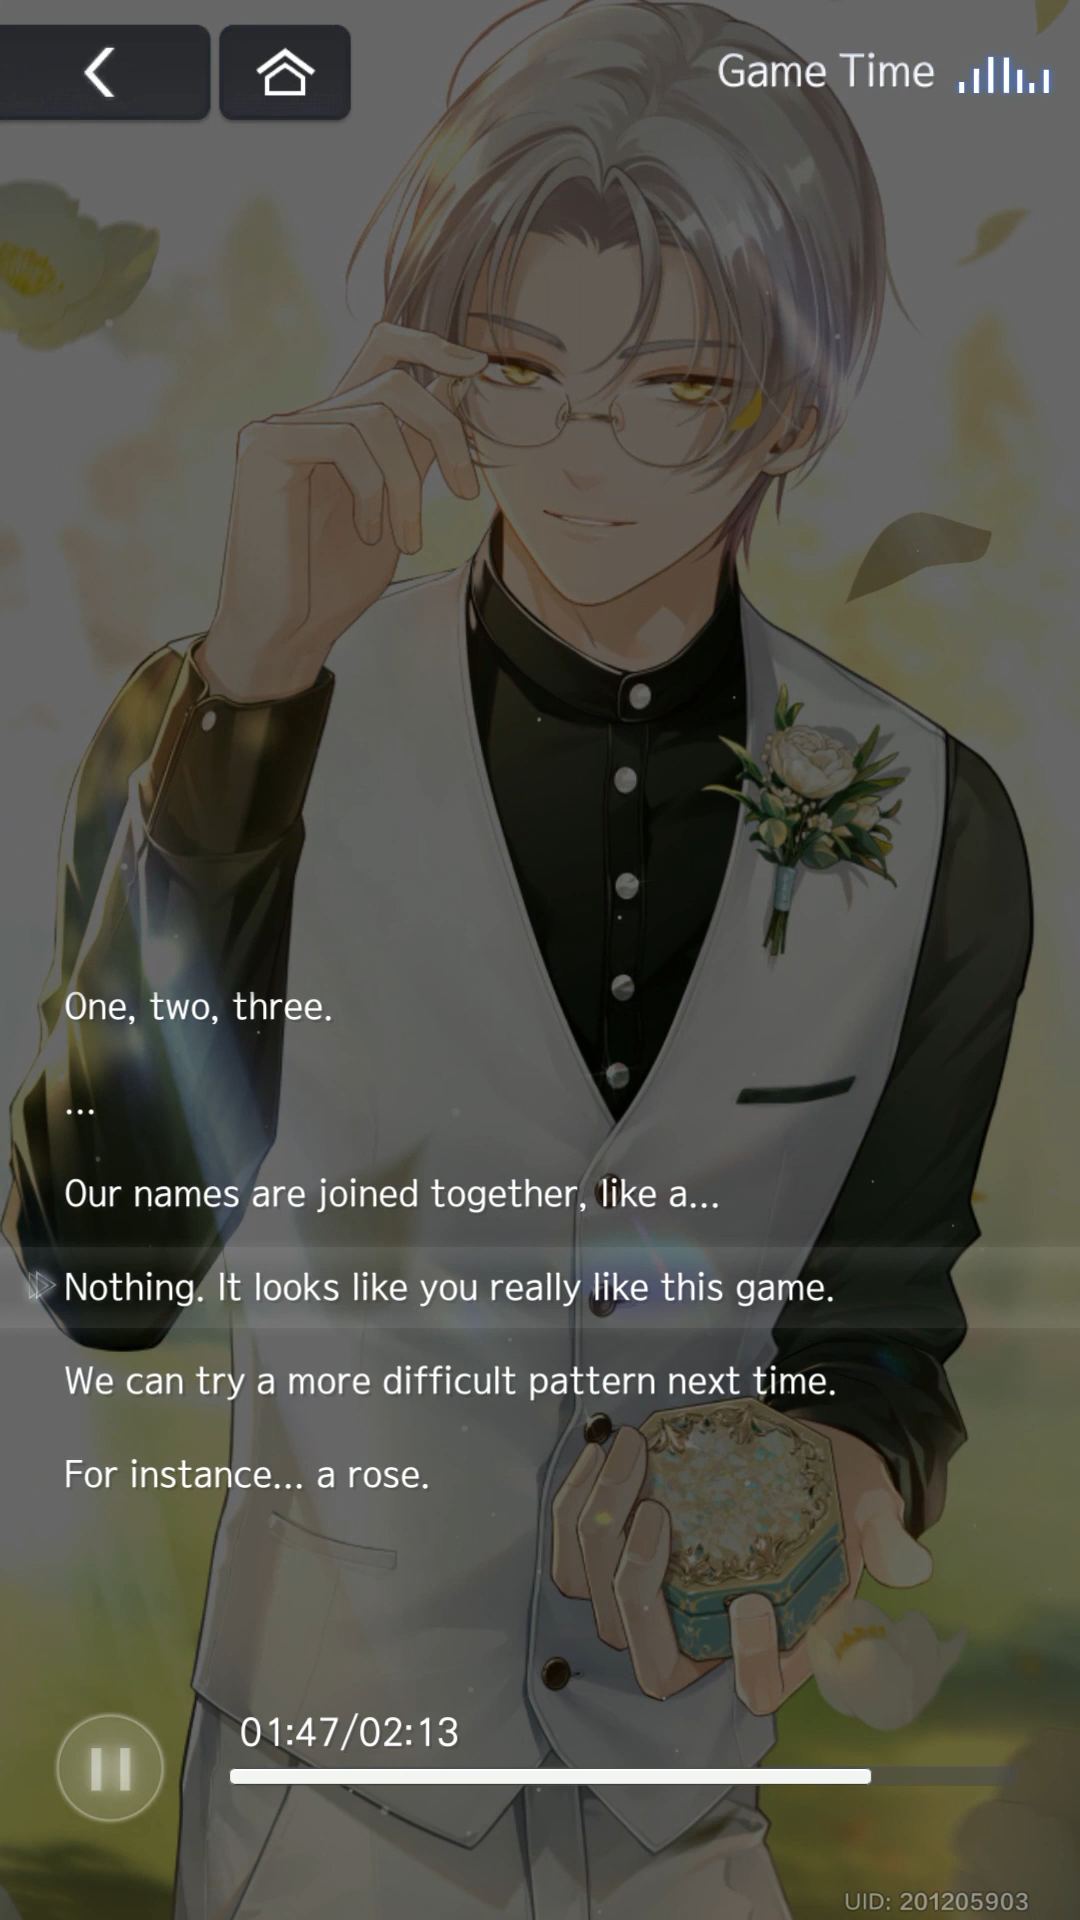 Game Time
One, two, three.
...
Our names are joined together, like a...
Nothing. It looks like you really like this game.
We can try a more difficult pattern next time.
For instance... a rose.
01:47/02:13
UID: 201205903